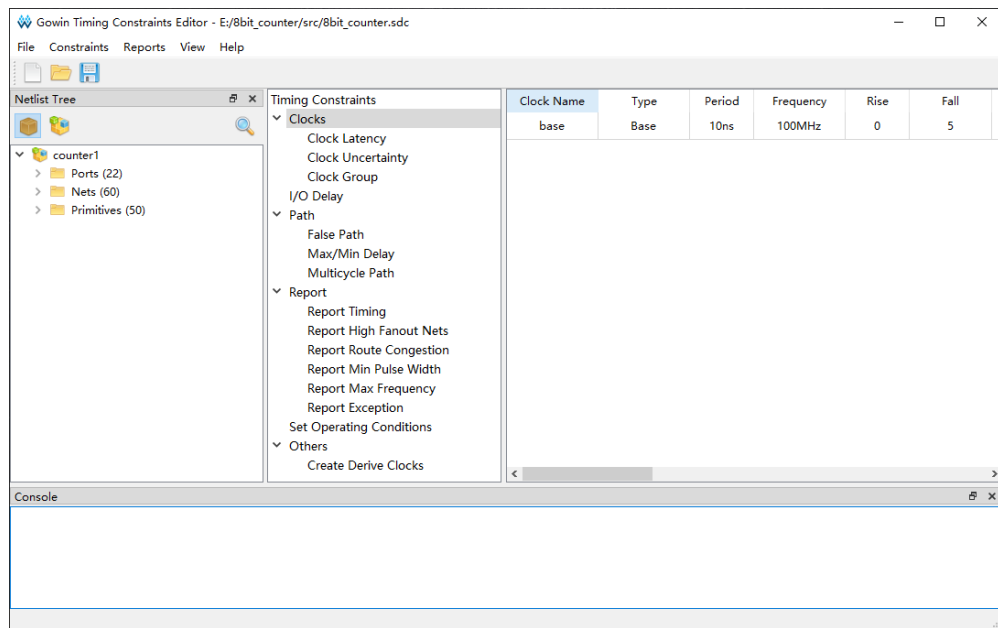 Gowin Timing Constraints Editor - E:/8bit_counter/src/8bit_counter.sdc
File Constraints Reports View Help
Netlist Tree
counter1
Ports (22)
Nets (60)
Primitives (50)
Timing Constraints
Clocks
Clock Latency
Clock Uncertainty
Clock Group
I/O Delay
Path
False Path
Max/Min Delay
Multicycle Path
Report
Report Timing
Report High Fanout Nets
Report Route Congestion
Report Min Pulse Width
Report Max Frequency
Report Exception
Set Operating Conditions
Others
Create Derive Clocks
Clock Name Type Period Frequency Rise Fall
base Base 10ns 100MHz 0 5
Console